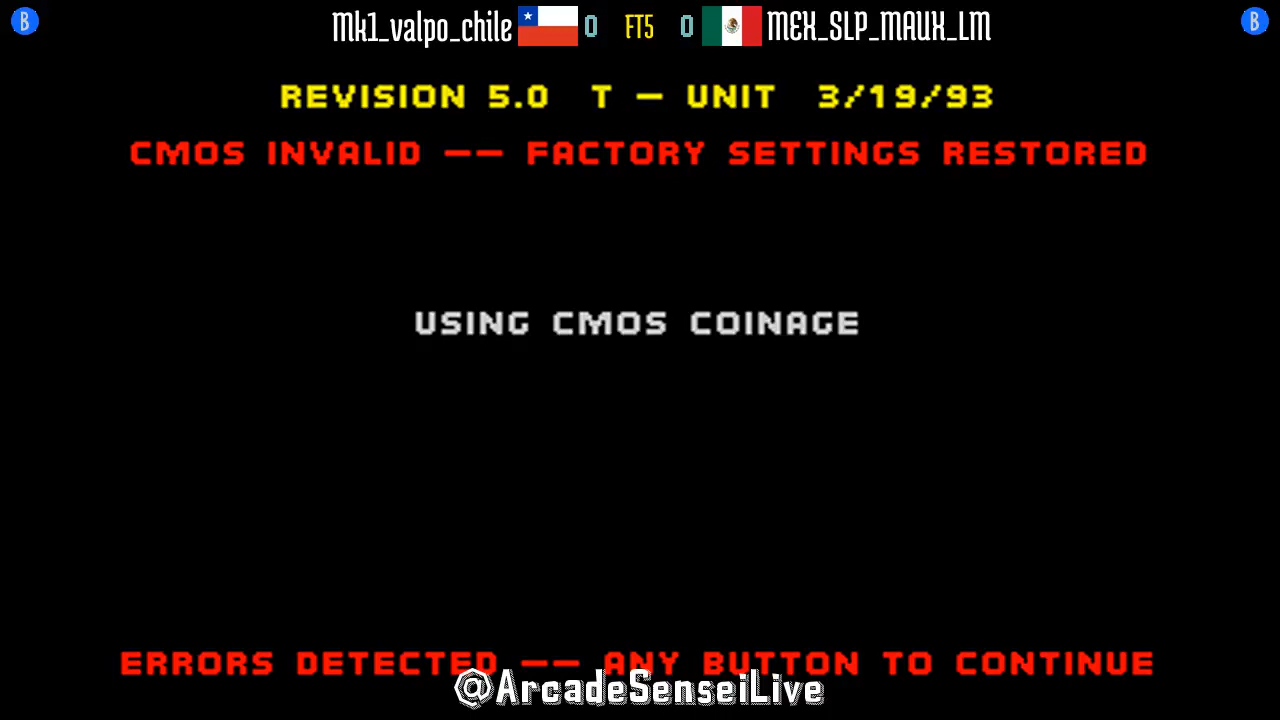 B Mk1_valpo_chile 0 FT5 0 MEX_SLP_MAUX_LM B
REVISION 5.0 T - UNIT 3/19/93
CMOS INVALID -- FACTORY SETTINGS RESTORED
USING CMOS COINAGE
ERRORS DETECTED -- ANY BUTTON TO CONTINUE
@ArcadeSenseiLive